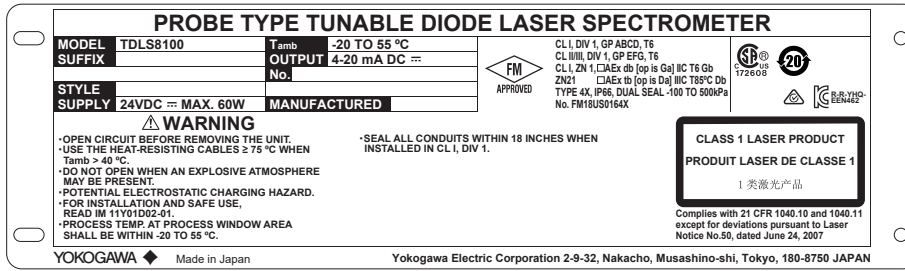 PROBE TYPE TUNABLE DIODE LASER SPECTROMETER
MODEL TDLS8100
SUFFIX
STYLE
SUPPLY 24VDC ⎓ MAX. 60W
Tamb -20 TO 55 ºC
OUTPUT 4-20 mA DC ⎓
No.
MANUFACTURED
FM
APPROVED
CL I, DIV 1, GP ABCD, T6
CL II/III, DIV 1, GP EFG, T6
CL I, ZN 1,□AEx db [op is Ga] IIC T6 Gb
ZN21 □AEx tb [op is Da] IIIC T85ºC Db
TYPE 4X, IP66, DUAL SEAL -100 TO 500kPa
No. FM18US0164X
C US
172608
20
R-R-YHQ-
EEN462
⚠WARNING
･OPEN CIRCUIT BEFORE REMOVING THE UNIT.
･USE THE HEAT-RESISTING CABLES ≥ 75 ºC WHEN
Tamb > 40 ºC.
･DO NOT OPEN WHEN AN EXPLOSIVE ATMOSPHERE
MAY BE PRESENT.
･POTENTIAL ELECTROSTATIC CHARGING HAZARD.
･FOR INSTALLATION AND SAFE USE,
READ IM 11Y01D02-01.
･PROCESS TEMP. AT PROCESS WINDOW AREA
SHALL BE WITHIN -20 TO 55 ºC.
･SEAL ALL CONDUITS WITHIN 18 INCHES WHEN
INSTALLED IN CL I, DIV 1.
CLASS 1 LASER PRODUCT
PRODUIT LASER DE CLASSE 1
1 类激光产品
Complies with 21 CFR 1040.10 and 1040.11
except for deviations pursuant to Laser
Notice No.50, dated June 24, 2007
YOKOGAWA ◆ Made in Japan
Yokogawa Electric Corporation 2-9-32, Nakacho, Musashino-shi, Tokyo, 180-8750 JAPAN